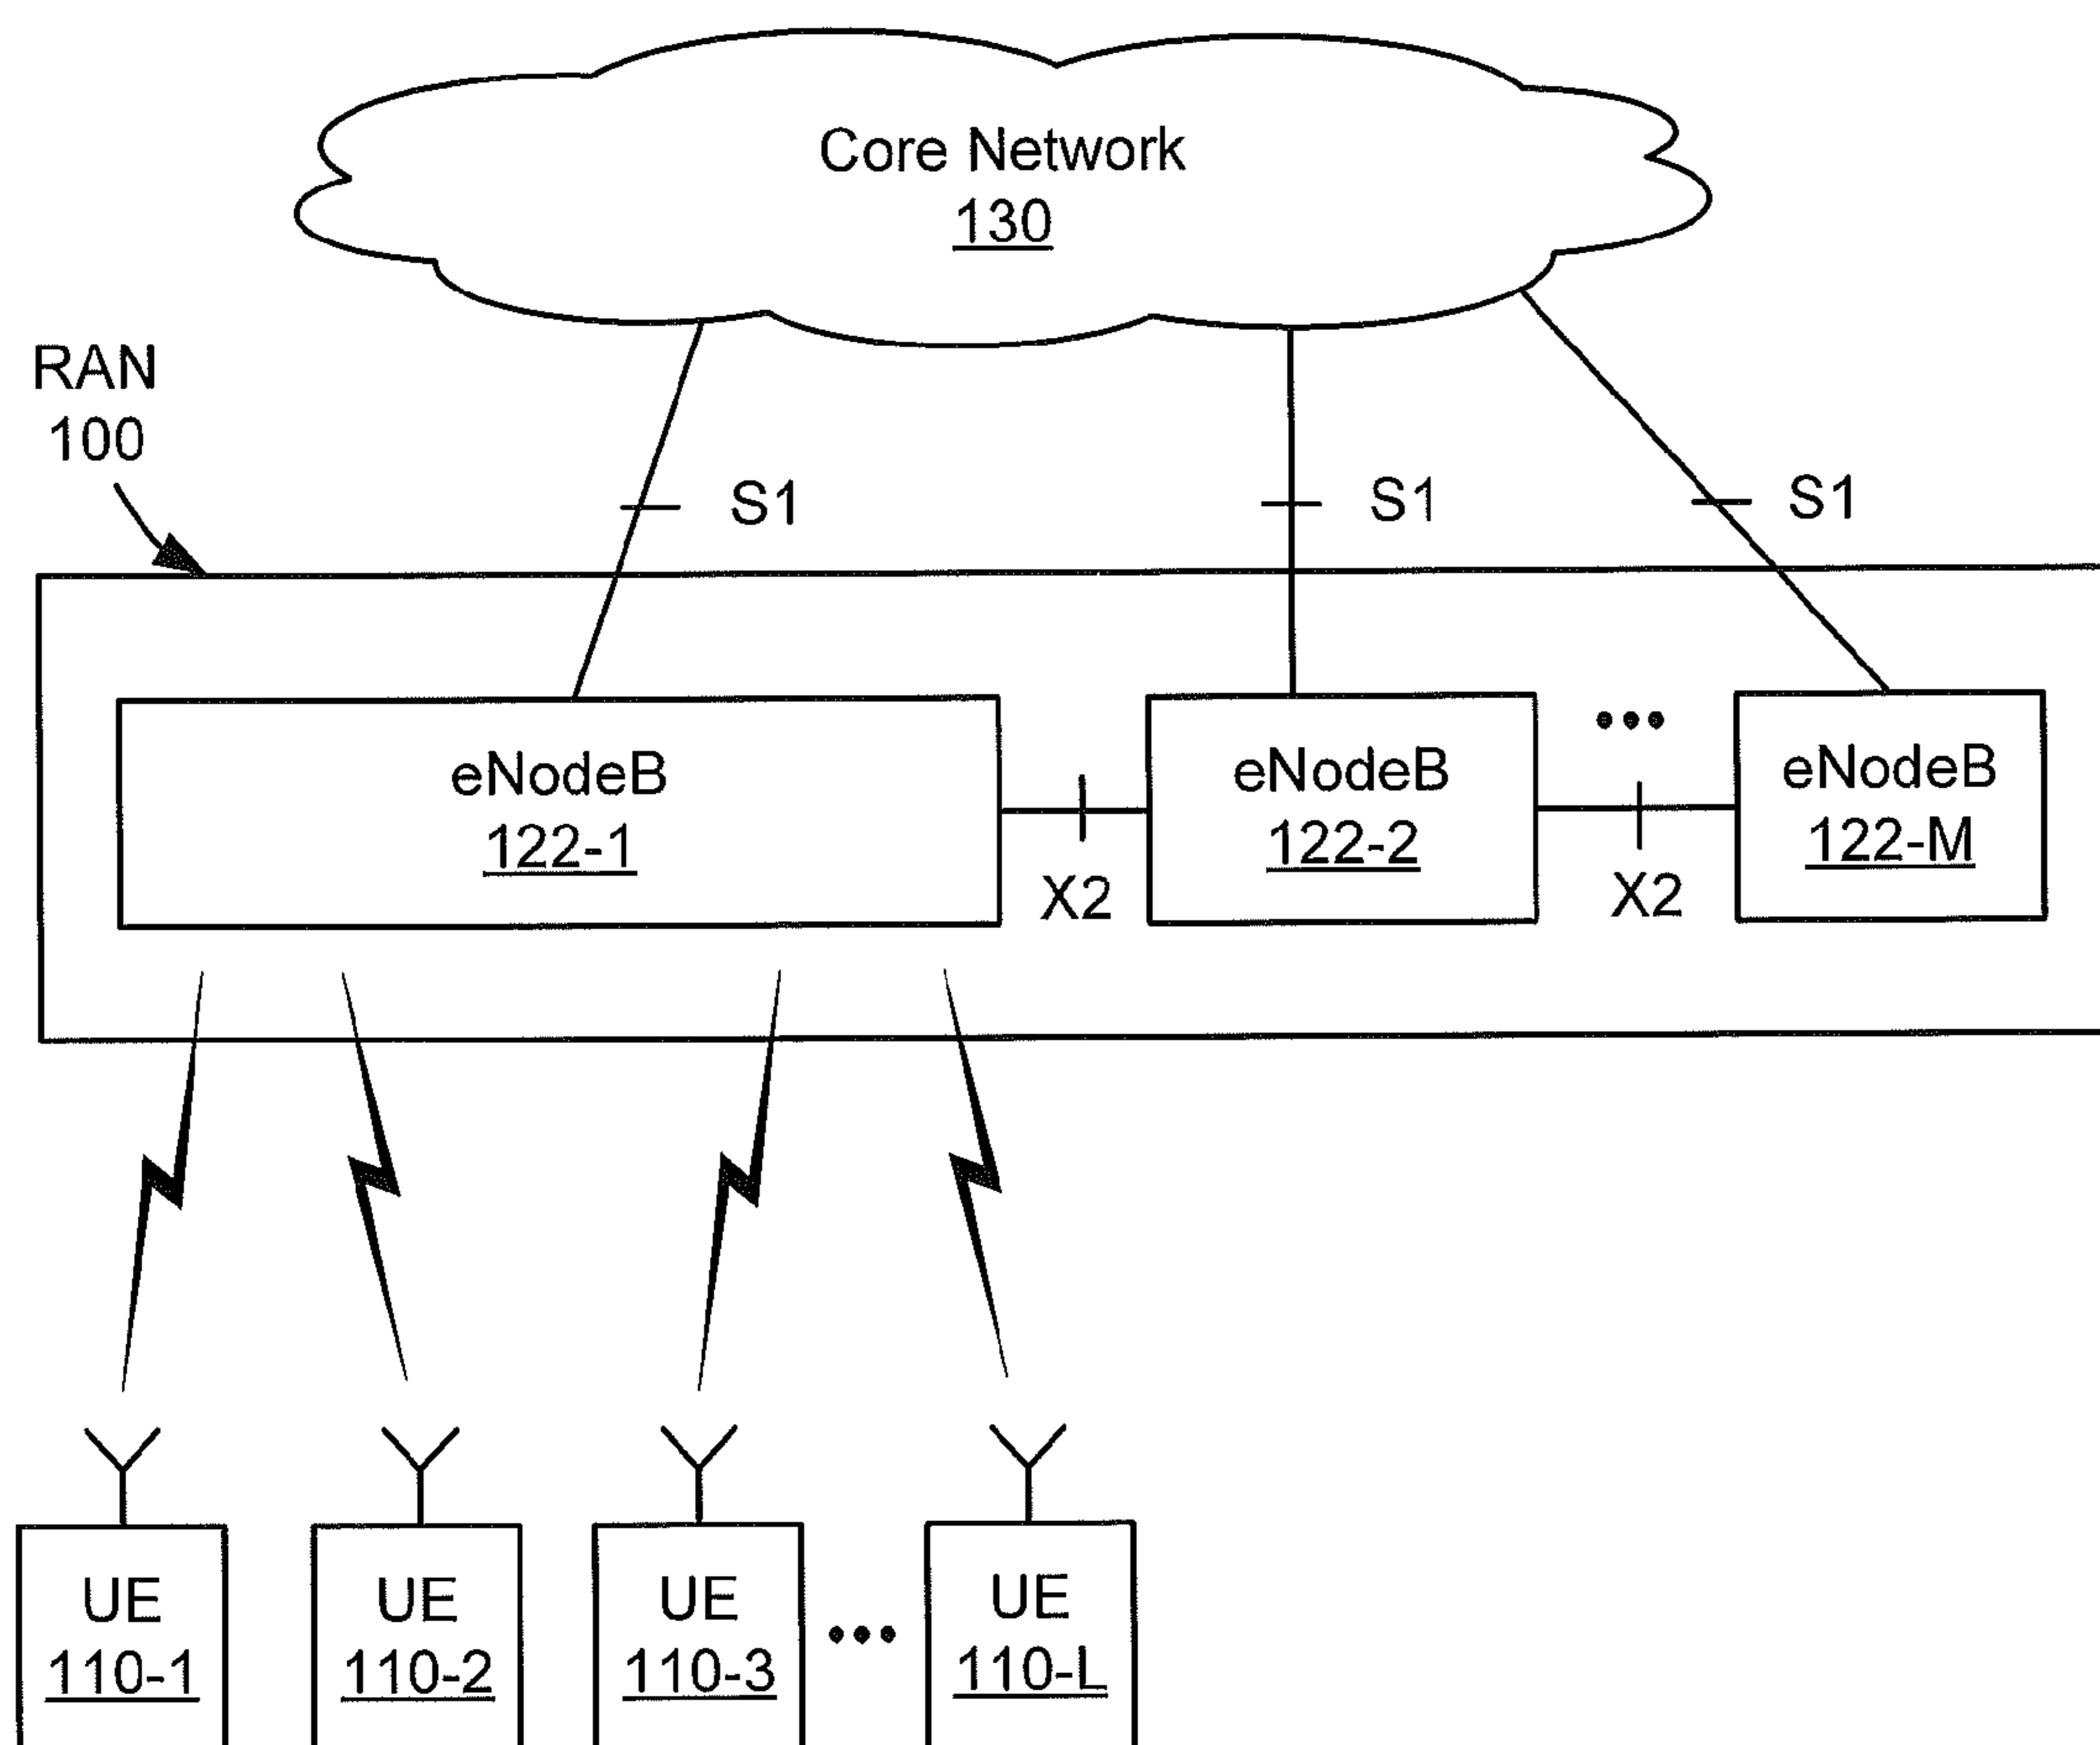 Core Network
130
RAN
100
S1
S1
S1
eNodeB
122-1
eNodeB
122-2
eNodeB
122-M
X2
X2
UE
110-1
UE
110-2
UE
110-3
UE
110-L